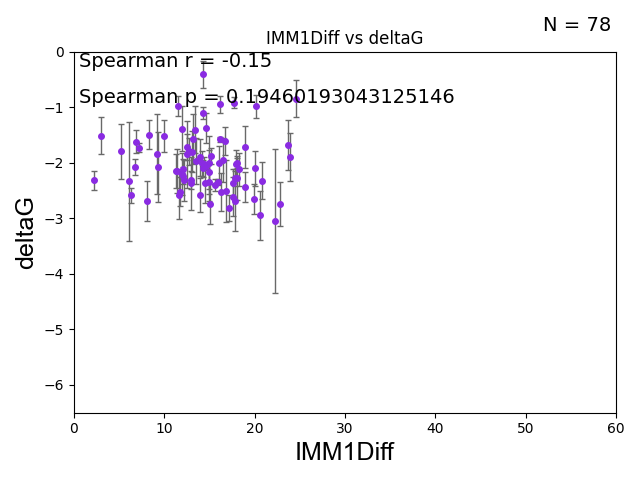 N = 78
IMM1Diff vs deltaG
Spearman r = -0.15
Spearman p = 0.19460193043125146
deltaG
0
−1
−2
−3
−4
−5
−6
0 10 20 30 40 50 60
IMM1Diff